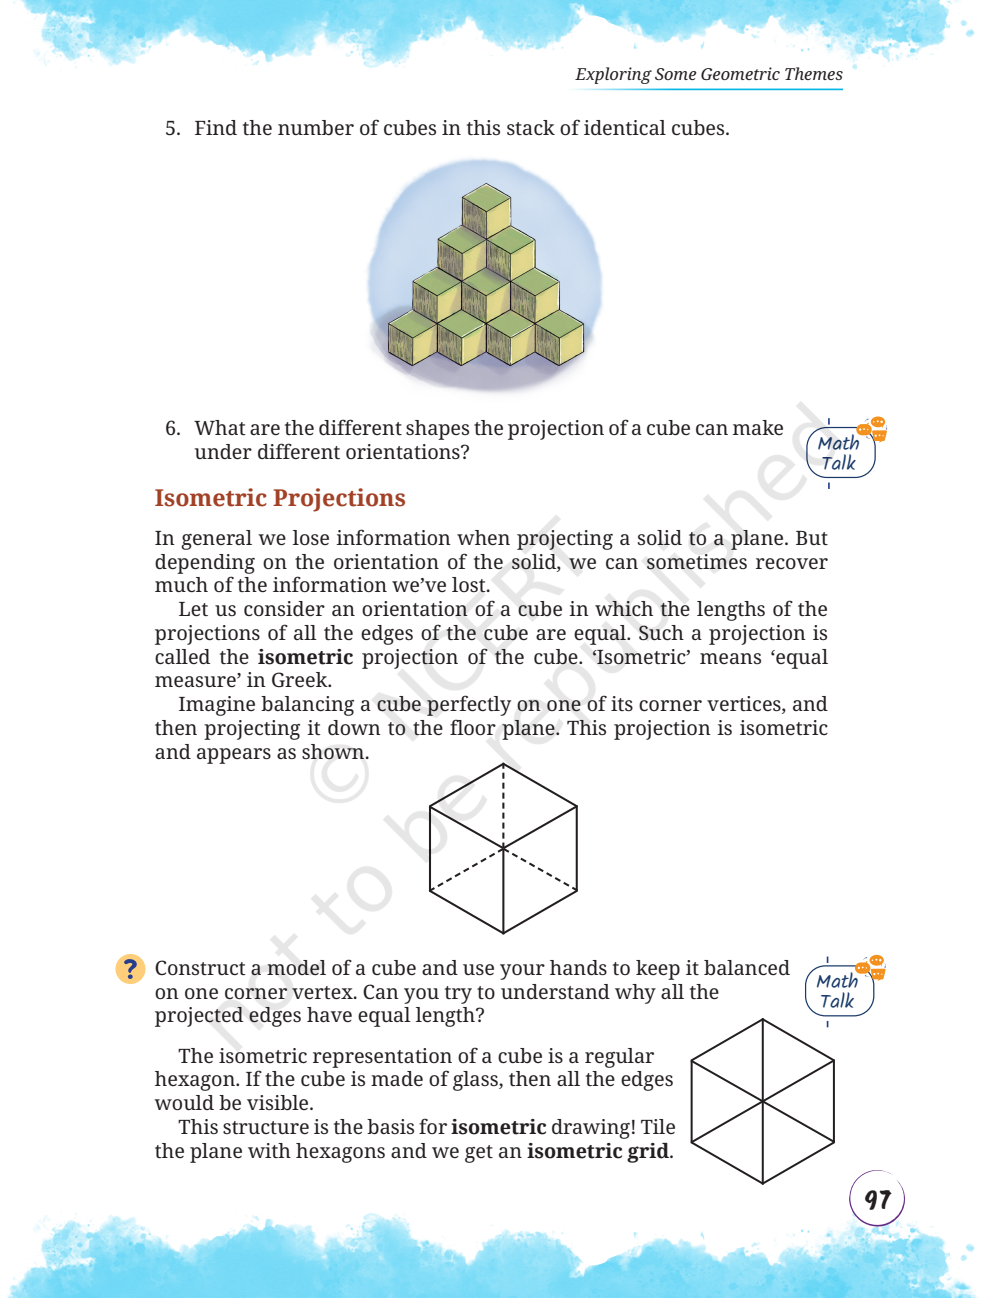 Exploring Some Geometric Themes
5. Find the number of cubes in this stack of identical cubes.
6. What are the different shapes the projection of a cube can make
under different orientations?
Math
Talk
Isometric Projections
In general we lose information when projecting a solid to a plane. But
depending on the orientation of the solid, we can sometimes recover
much of the information we’ve lost.
Let us consider an orientation of a cube in which the lengths of the
projections of all the edges of the cube are equal. Such a projection is
called the isometric projection of the cube. ‘Isometric’ means ‘equal
measure’ in Greek.
Imagine balancing a cube perfectly on one of its corner vertices, and
then projecting it down to the floor plane. This projection is isometric
and appears as shown.
? Construct a model of a cube and use your hands to keep it balanced
on one corner vertex. Can you try to understand why all the
projected edges have equal length?
Math
Talk
The isometric representation of a cube is a regular
hexagon. If the cube is made of glass, then all the edges
would be visible.
This structure is the basis for isometric drawing! Tile
the plane with hexagons and we get an isometric grid.
97
© NCERT
not to be republished